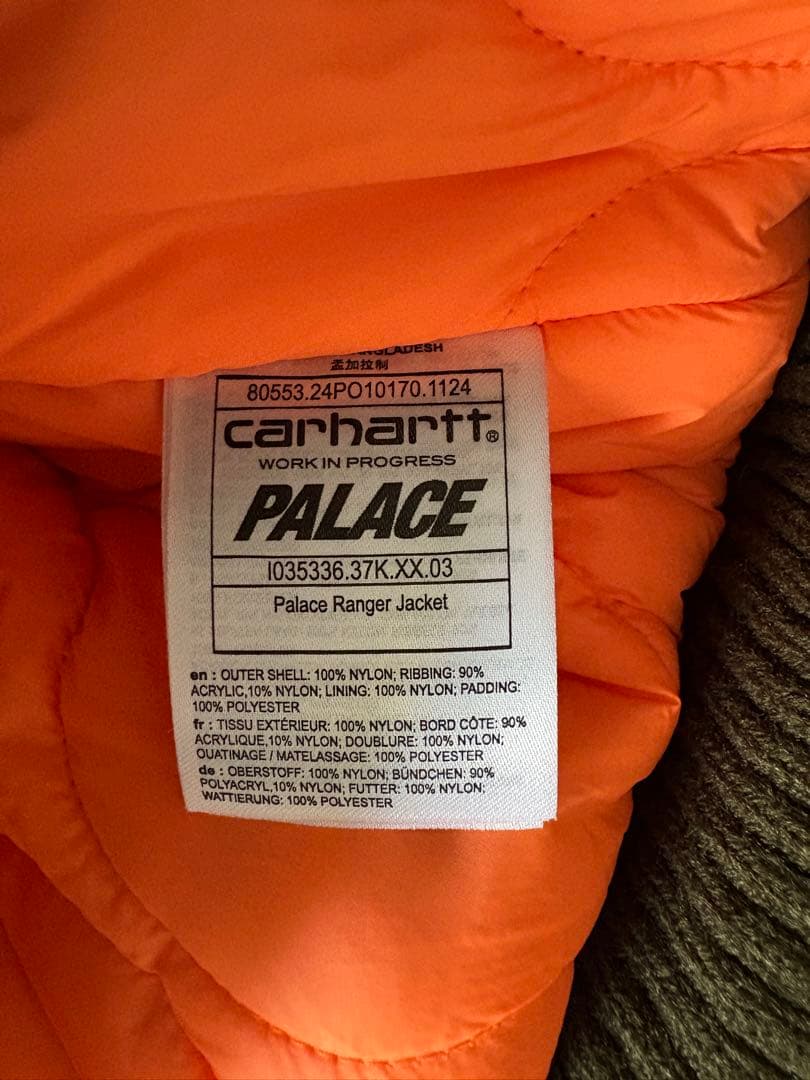 BANGLADESH
孟加拉制
80553.24PO10170.1124
carhartt®
WORK IN PROGRESS
PALACE
I035336.37K.XX.03
Palace Ranger Jacket
en : OUTER SHELL: 100% NYLON; RIBBING: 90%
ACRYLIC,10% NYLON; LINING: 100% NYLON; PADDING:
100% POLYESTER
fr : TISSU EXTÉRIEUR: 100% NYLON; BORD CÔTE: 90%
ACRYLIQUE,10% NYLON; DOUBLURE: 100% NYLON;
OUATINAGE / MATELASSAGE: 100% POLYESTER
de : OBERSTOFF: 100% NYLON; BÜNDCHEN: 90%
POLYACRYL,10% NYLON; FUTTER: 100% NYLON;
WATTIERUNG: 100% POLYESTER